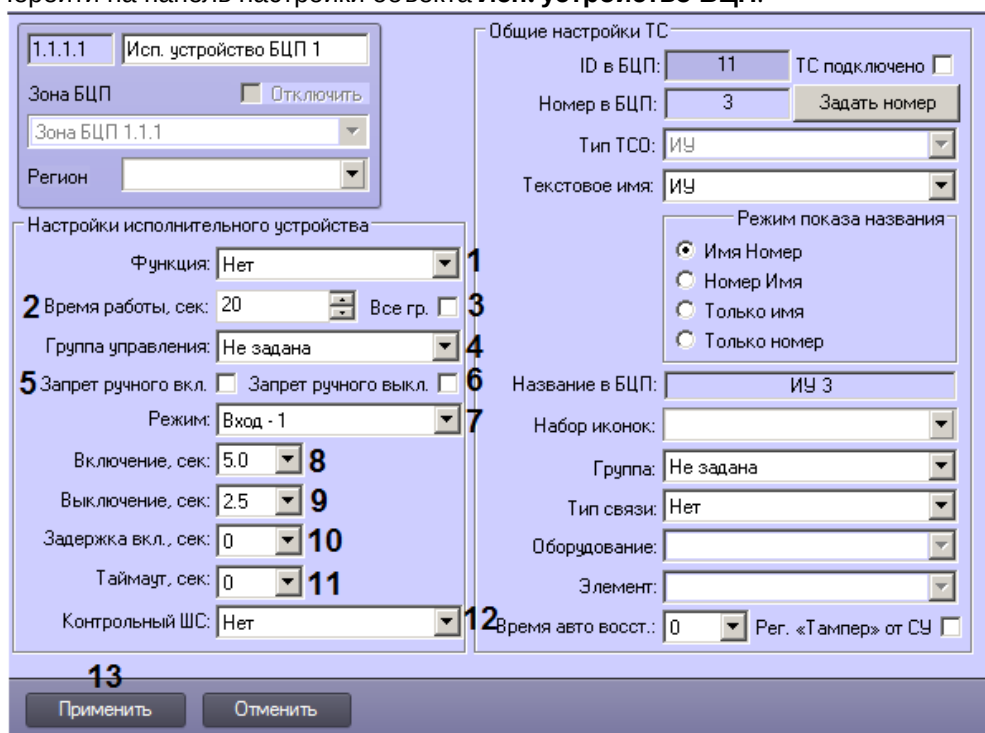 перейти на панель настройки объекта Исп. устройство БЦП.
1.1.1.1 Исп. устройство БЦП 1
Зона БЦП Отключить
Зона БЦП 1.1.1
Регион
Настройки исполнительного устройства
Функция: Нет 1
2 Время работы, сек: 20 Все гр. 3
Группа управления: Не задана 4
5 Запрет ручного вкл. Запрет ручного выкл. 6
Режим: Вход - 1 7
Включение, сек: 5.0 8
Выключение, сек: 2.5 9
Задержка вкл., сек: 0 10
Таймаут, сек: 0 11
Контрольный ШС: Нет 12
Общие настройки ТС
ID в БЦП: 11 ТС подключено
Номер в БЦП: 3 Задать номер
Тип ТСО: ИУ
Текстовое имя: ИУ
Режим показа названия
Имя Номер
Номер Имя
Только имя
Только номер
Название в БЦП: ИУ 3
Набор иконок:
Группа: Не задана
Тип связи: Нет
Оборудование:
Элемент:
Время авто восст.: 0 Рег. «Тампер» от СУ
13
Применить Отменить